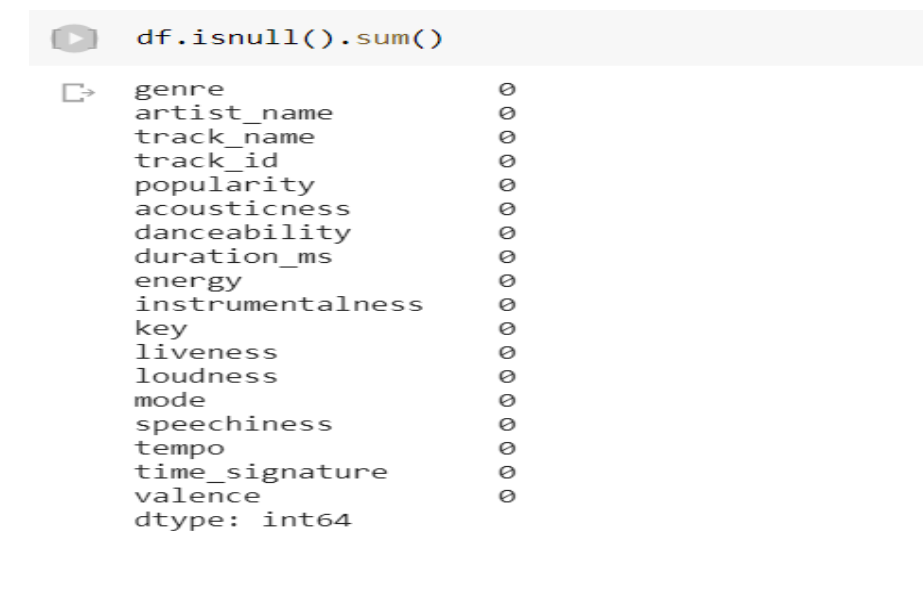 df.isnull().sum()
genre 0
artist_name 0
track_name 0
track_id 0
popularity 0
acousticness 0
danceability 0
duration_ms 0
energy 0
instrumentalness 0
key 0
liveness 0
loudness 0
mode 0
speechiness 0
tempo 0
time_signature 0
valence 0
dtype: int64